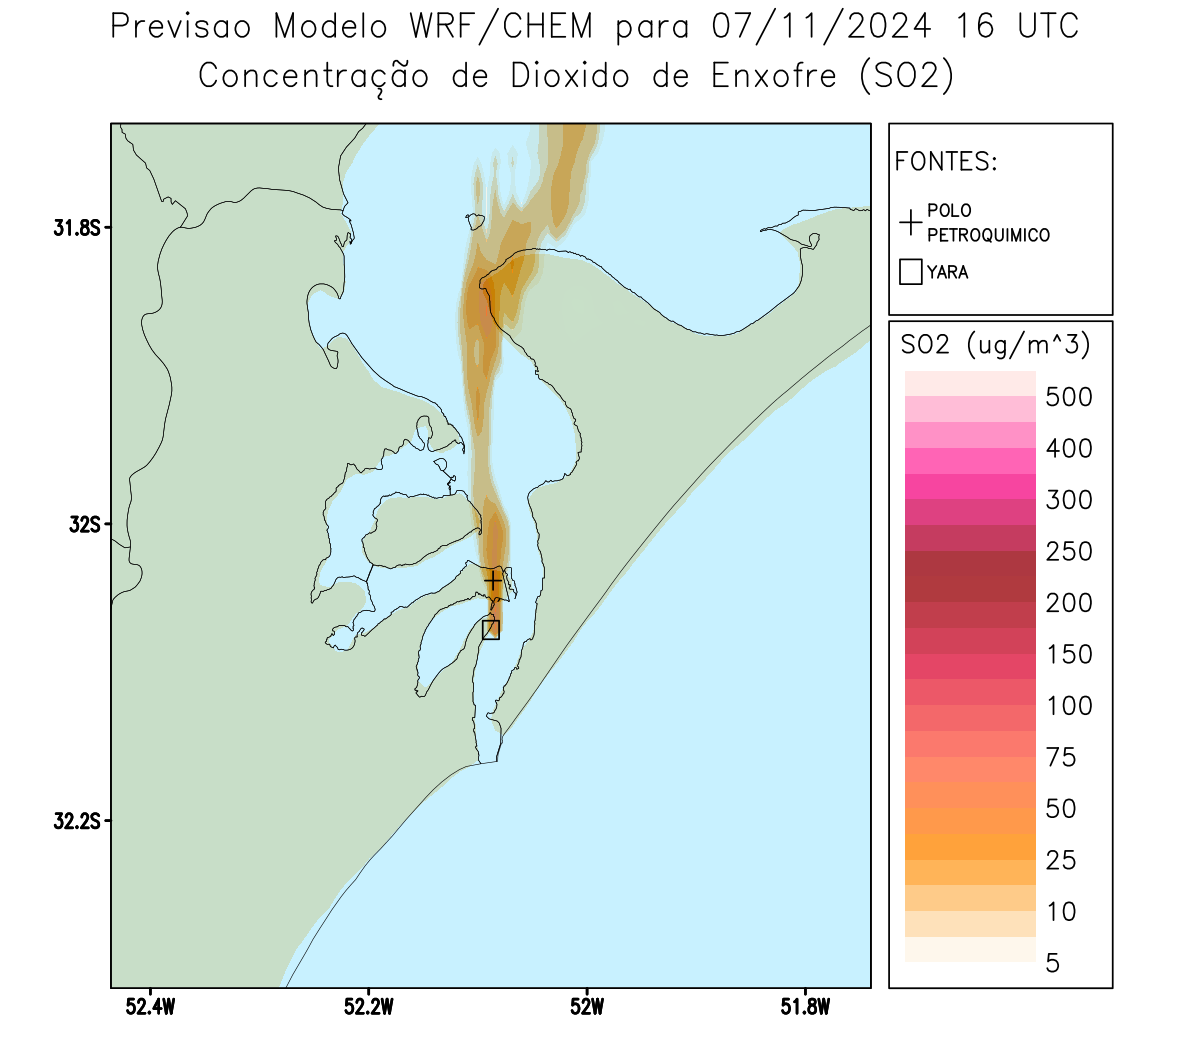 Previsao Modelo WRF/CHEM para 07/11/2024 16 UTC
Concentração de Dioxido de Enxofre (SO2)
FONTES:
POLO
PETROQUIMICO
YARA
SO2 (ug/m^3)
500
400
300
250
200
150
100
75
50
25
10
5
31.8S
32S
32.2S
52.4W
52.2W
52W
51.8W